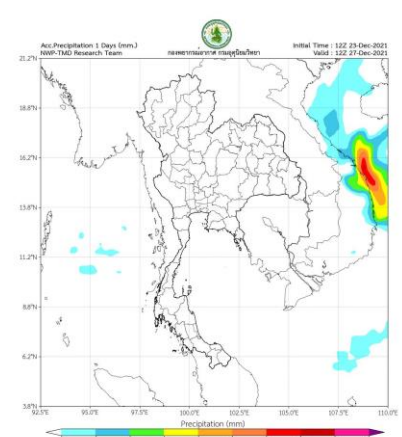 Acc.Precipitation 1 Days (mm.)
NWP-TMD Research Team
กองพยากรณ์อากาศ กรมอุตุนิยมวิทยา
Initial Time : 12Z 23-Dec-2021
Valid : 12Z 27-Dec-2021
21.2°N
18.8°N
16.2°N
13.8°N
11.2°N
8.8°N
6.2°N
3.8°N
92.5°E 95.0°E 97.5°E 100.0°E 102.5°E 105.0°E 107.5°E 110.0°E
Precipitation (mm)